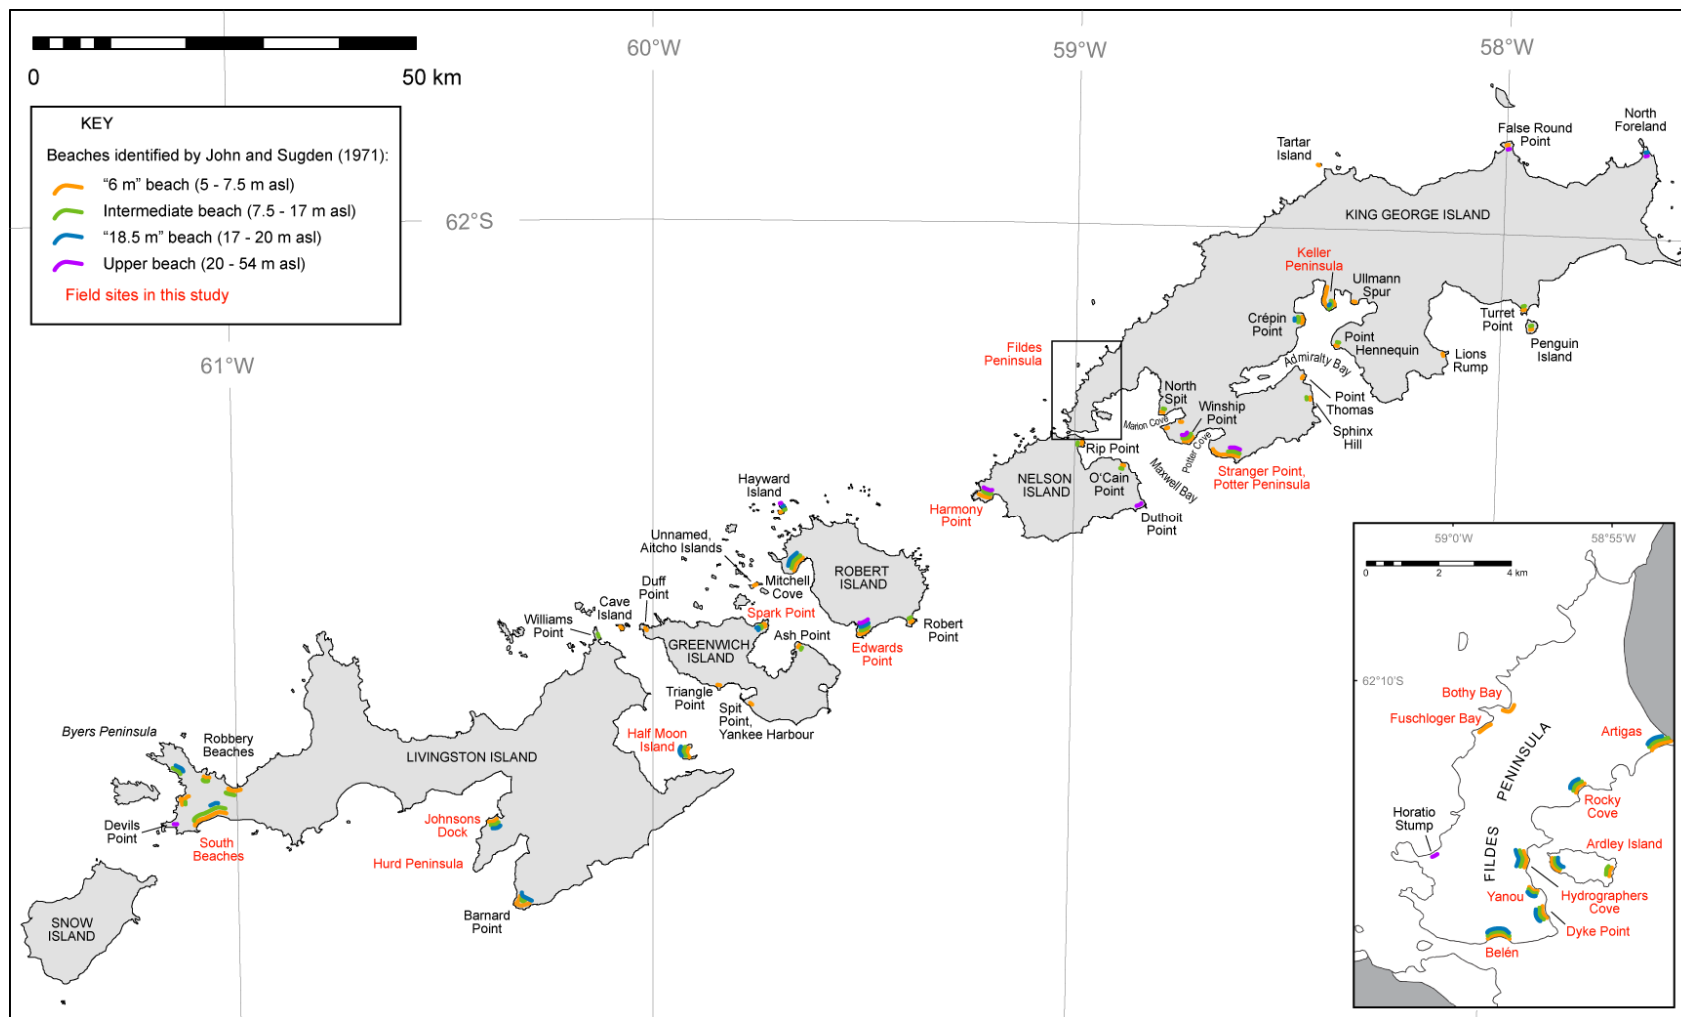 60°W
59°W
58°W
0
50 km
KEY
Beaches identified by John and Sugden (1971):
“6 m” beach (5 - 7.5 m asl)
Intermediate beach (7.5 - 17 m asl)
“18.5 m” beach (17 - 20 m asl)
Upper beach (20 - 54 m asl)
Field sites in this study
62°S
61°W
Tartar
Island
False Round
Point
North
Foreland
KING GEORGE ISLAND
Keller
Peninsula
Ullmann
Spur
Crépin
Point
Point
Hennequin
Turret
Point
Penguin
Island
Lions
Rump
Admiralty Bay
Fildes
Peninsula
North
Spit
Winship
Point
Marion Cove
Potter Cove
Point
Thomas
Sphinx
Hill
Rip Point
Maxwell Bay
Stranger Point,
Potter Peninsula
NELSON
ISLAND
O'Cain
Point
Harmony
Point
Duthoit
Point
Hayward
Island
Unnamed,
Aitcho Islands
Mitchell
Cove
ROBERT
ISLAND
Duff
Point
Cave
Island
Williams
Point
Spark Point
GREENWICH
ISLAND
Ash Point
Edwards
Point
Robert
Point
Triangle
Point
Spit
Point,
Yankee Harbour
Half Moon
Island
Byers Peninsula
Robbery
Beaches
LIVINGSTON ISLAND
Devils
Point
South
Beaches
Johnsons
Dock
Hurd Peninsula
Barnard
Point
SNOW
ISLAND
59°0'W
58°55'W
0
2
4 km
62°10'S
Bothy Bay
Fuschloger Bay
Artigas
FILDES PENINSULA
Rocky
Cove
Horatio
Stump
Ardley Island
Yanou
Hydrographers
Cove
Dyke Point
Belén